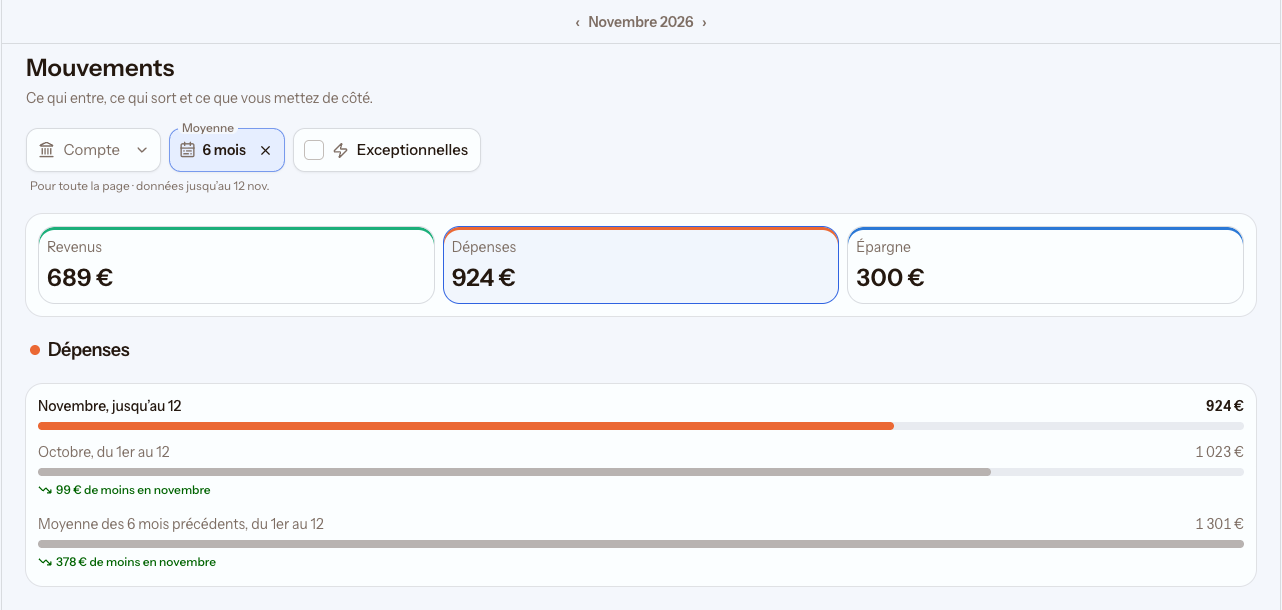 ‹ Novembre 2026 ›
Mouvements
Ce qui entre, ce qui sort et ce que vous mettez de côté.
Moyenne
Compte
6 mois
Exceptionnelles
Pour toute la page · données jusqu’au 12 nov.
Revenus
689 €
Dépenses
924 €
Épargne
300 €
Dépenses
Novembre, jusqu’au 12 924 €
Octobre, du 1er au 12 1 023 €
99 € de moins en novembre
Moyenne des 6 mois précédents, du 1er au 12 1 301 €
378 € de moins en novembre